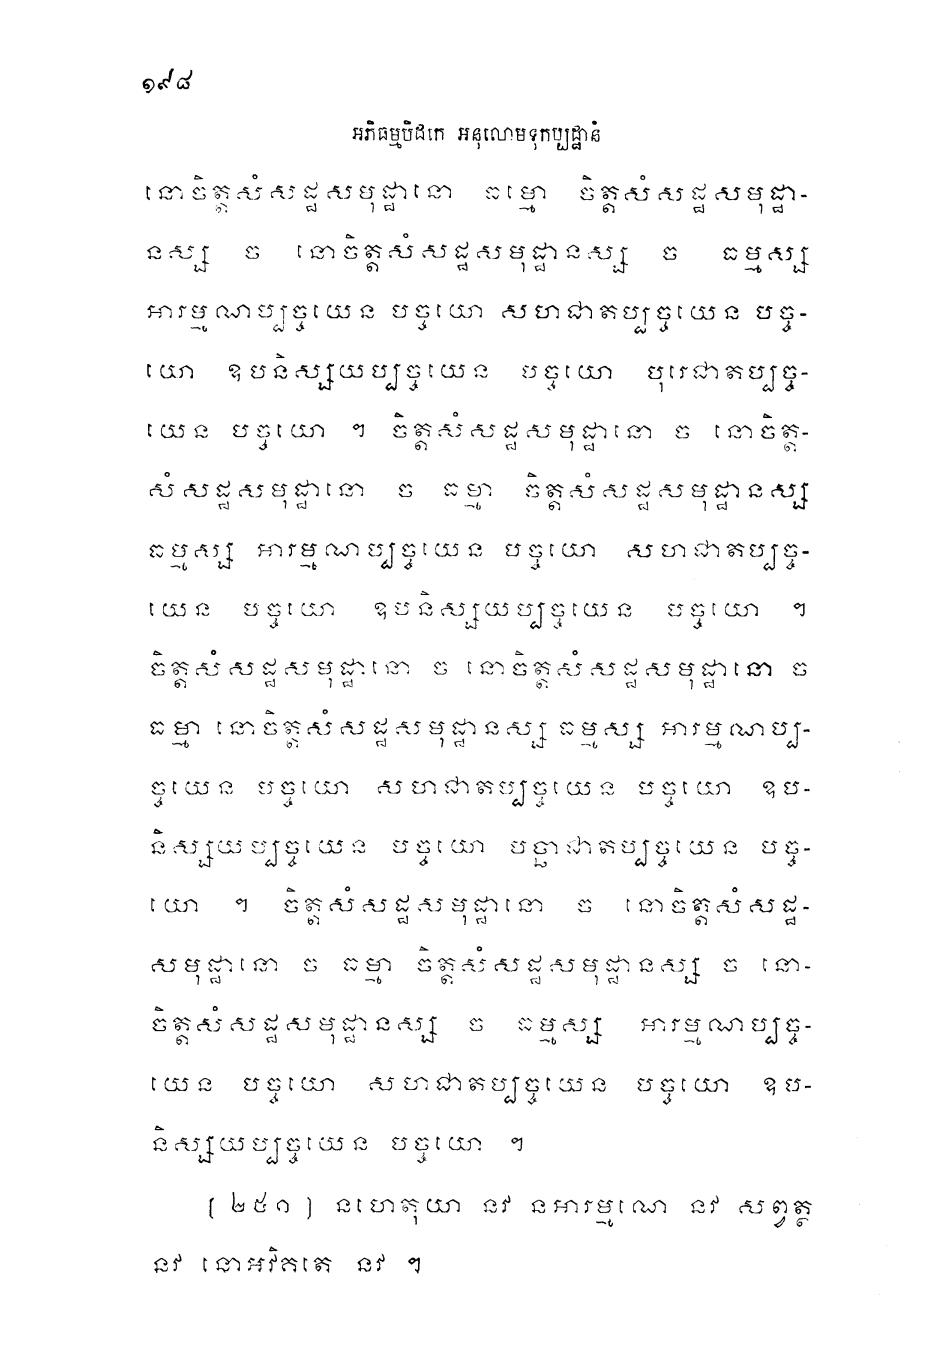 ១៩៨
អភិធម្មបិដកេ អនុលោមទុកប្បដ្ឋានំ
នោចិត្តសំសដ្ឋសមុដ្ឋានោ ធម្មោ ចិត្តសំសដ្ឋសមុដ្ឋា-
នស្ស ច នោចិត្តសំសដ្ឋសមុដ្ឋានស្ស ច ធម្មស្ស
អារម្មណប្បច្ចយេន បច្ចយោ សហជាតប្បច្ចយេន បច្ច-
យោ ឧបនិស្សយប្បច្ចយេន បច្ចយោ បុរេជាតប្បច្ច-
យេន បច្ចយោ ។ ចិត្តសំសដ្ឋសមុដ្ឋានោ ច នោចិត្ត-
សំសដ្ឋសមុដ្ឋានោ ច ធម្មា ចិត្តសំសដ្ឋសមុដ្ឋានស្ស
ធម្មស្ស អារម្មណប្បច្ចយេន បច្ចយោ សហជាតប្បច្ច-
យេន បច្ចយោ ឧបនិស្សយប្បច្ចយេន បច្ចយោ ។
ចិត្តសំសដ្ឋសមុដ្ឋានោ ច នោចិត្តសំសដ្ឋសមុដ្ឋានោ ច
ធម្មា នោចិត្តសំសដ្ឋសមុដ្ឋានស្ស ធម្មស្ស អារម្មណប្ប-
ច្ចយេន បច្ចយោ សហជាតប្បច្ចយេន បច្ចយោ ឧប-
និស្សយប្បច្ចយេន បច្ចយោ បច្ឆាជាតប្បច្ចយេន បច្ច-
យោ ។ ចិត្តសំសដ្ឋសមុដ្ឋានោ ច នោចិត្តសំសដ្ឋ-
សមុដ្ឋានោ ច ធម្មា ចិត្តសំសដ្ឋសមុដ្ឋានស្ស ច នោ-
ចិត្តសំសដ្ឋសមុដ្ឋានស្ស ច ធម្មស្ស អារម្មណប្បច្ច-
យេន បច្ចយោ សហជាតប្បច្ចយេន បច្ចយោ ឧប-
និស្សយប្បច្ចយេន បច្ចយោ ។
[ ២៥០ ] នហេតុយា នវ នអារម្មណេ នវ សព្វត្ថ
នវ នោអវិគតេ នវ ។